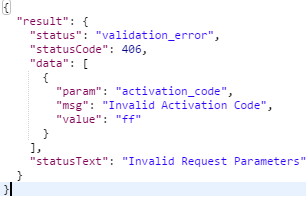 {
  "result": {
    "status": "validation_error",
    "statusCode": 406,
    "data": [
      {
        "param": "activation_code",
        "msg": "Invalid Activation Code",
        "value": "ff"
      }
    ],
    "statusText": "Invalid Request Parameters"
  }
}